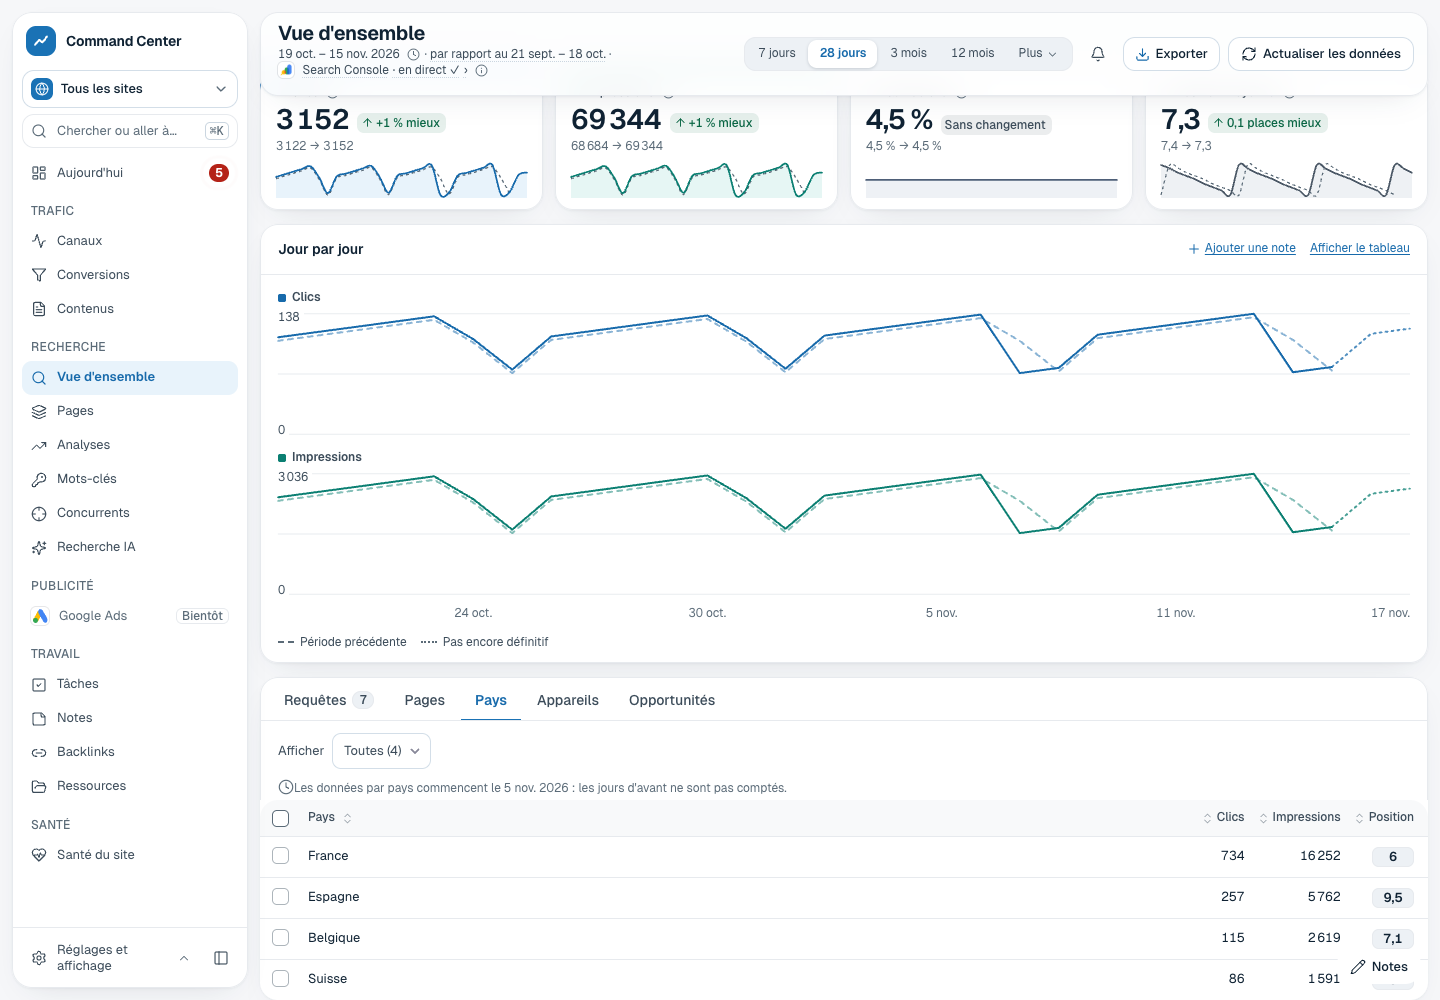 Command Center
Tous les sites
Chercher ou aller à…
⌘K
Aujourd'hui
5
TRAFIC
Canaux
Conversions
Contenus
RECHERCHE
Vue d'ensemble
Pages
Analyses
Mots-clés
Concurrents
Recherche IA
PUBLICITÉ
Google Ads
Bientôt
TRAVAIL
Tâches
Notes
Backlinks
Ressources
SANTÉ
Santé du site
Réglages et
affichage
Vue d'ensemble
19 oct. – 15 nov. 2026 · par rapport au 21 sept. – 18 oct. ·
Search Console · en direct ✓ ›
7 jours
28 jours
3 mois
12 mois
Plus
Exporter
Actualiser les données
3 152
↑ +1 % mieux
3 122 → 3 152
69 344
↑ +1 % mieux
68 684 → 69 344
4,5 %
Sans changement
4,5 % → 4,5 %
7,3
↑ 0,1 places mieux
7,4 → 7,3
Jour par jour
+ Ajouter une note
Afficher le tableau
Clics
138
0
Impressions
3 036
0
24 oct.
30 oct.
5 nov.
11 nov.
17 nov.
Période précédente
Pas encore définitif
Requêtes 7
Pages
Pays
Appareils
Opportunités
Afficher
Toutes (4)
Les données par pays commencent le 5 nov. 2026 : les jours d'avant ne sont pas comptés.
Pays Clics Impressions Position
France 734 16 252 6
Espagne 257 5 762 9,5
Belgique 115 2 619 7,1
Suisse 86 1 591
Notes